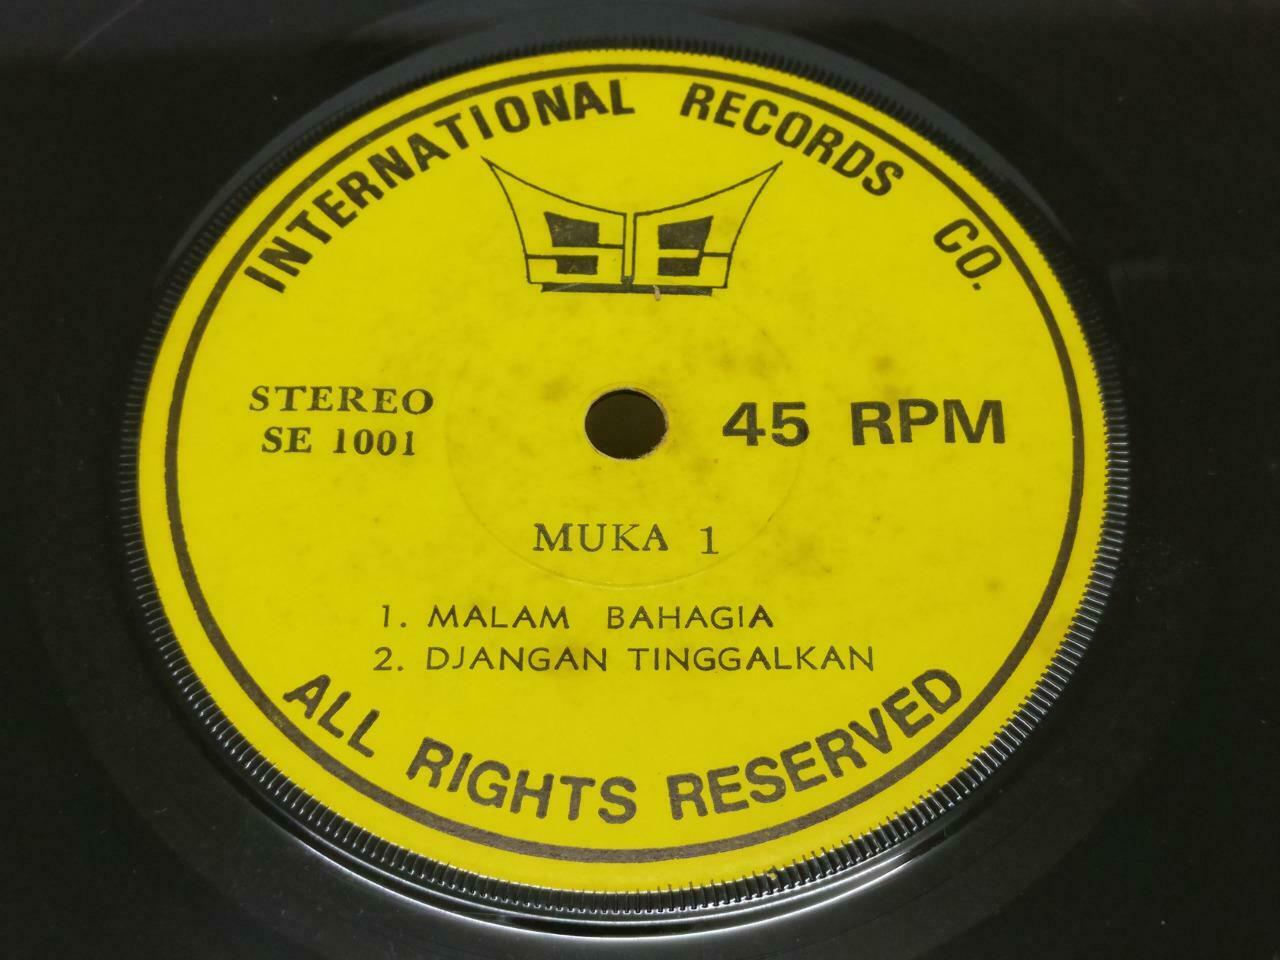 INTERNATIONAL RECORDS CO.
SE
STEREO
SE 1001
45 RPM
MUKA 1
1. MALAM BAHAGIA
2. DJANGAN TINGGALKAN
ALL RIGHTS RESERVED